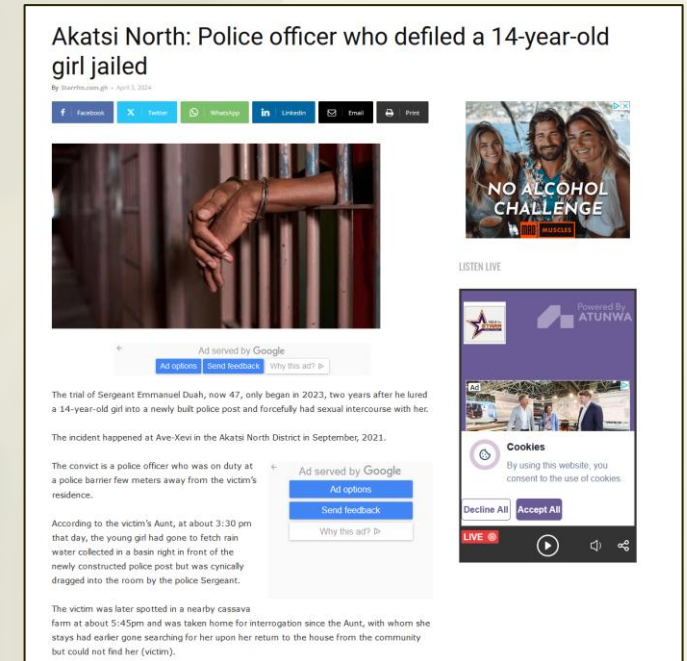 Akatsi North: Police officer who defiled a 14-year-old
girl jailed
By Starrfm.com.gh - April 3, 2024
Facebook
Twitter
WhatsApp
Linkedin
Email
Print
NO ALCOHOL
CHALLENGE
MAD MUSCLES
LISTEN LIVE
Powered By
ATUNWA
Ad served by Google
Ad options
Send feedback
Why this ad?
The trial of Sergeant Emmanuel Duah, now 47, only began in 2023, two years after he lured
a 14-year-old girl into a newly built police post and forcefully had sexual intercourse with her.
The incident happened at Ave-Xevi in the Akatsi North District in September, 2021.
The convict is a police officer who was on duty at
a police barrier few meters away from the victim's
residence.
Ad served by Google
Ad options
Send feedback
Why this ad?
According to the victim's Aunt, at about 3:30 pm
that day, the young girl had gone to fetch rain
water collected in a basin right in front of the
newly constructed police post but was cynically
dragged into the room by the police Sergeant.
The victim was later spotted in a nearby cassava
farm at about 5:45pm and was taken home for interrogation since the Aunt, with whom she
stays had earlier gone searching for her upon her return to the house from the community
but could not find her (victim).
Ad
Cookies
By using this website, you
consent to the use of cookies.
Decline All
Accept All
LIVE